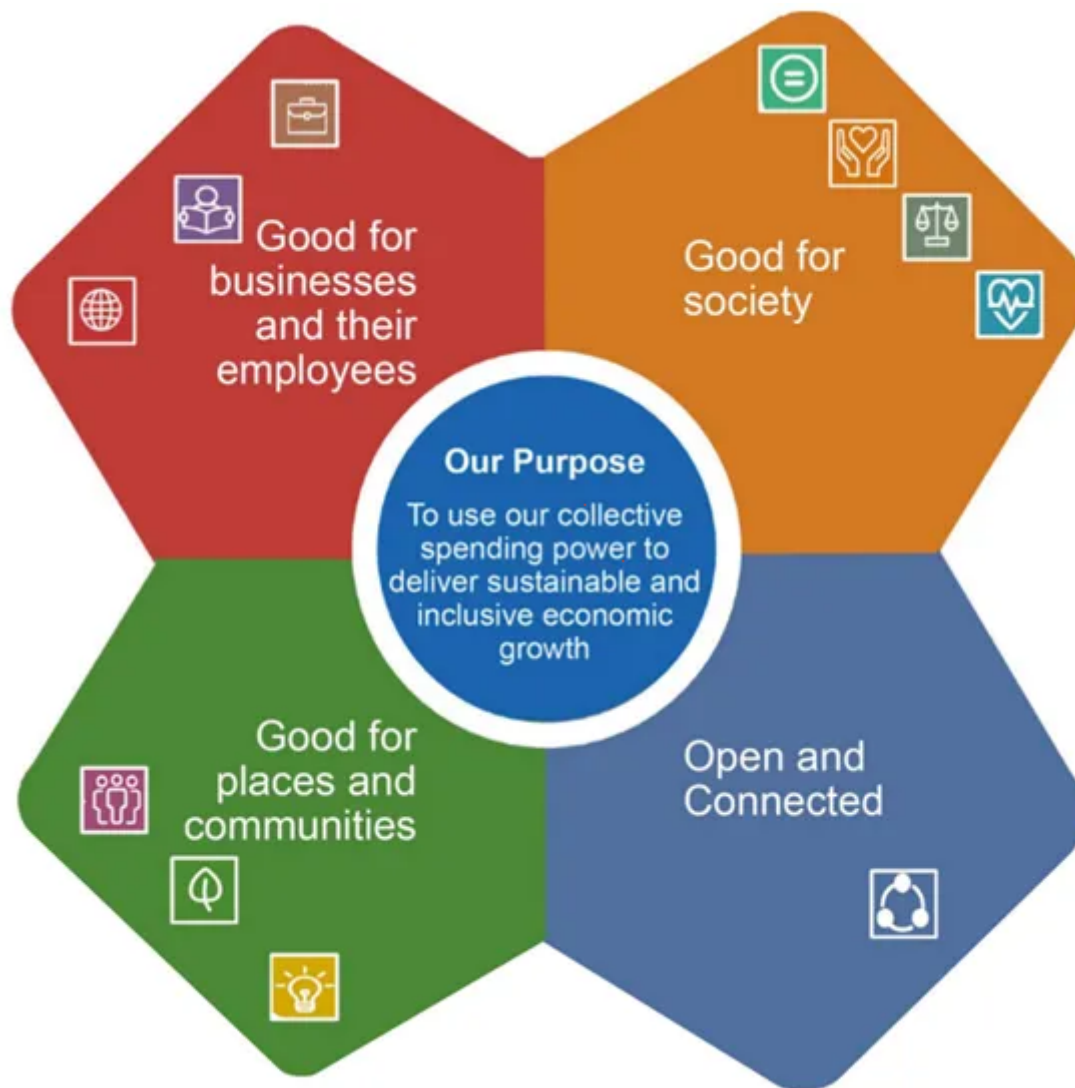 Good for
businesses
and their
employees
Good for
society
Our Purpose
To use our collective
spending power to
deliver sustainable and
inclusive economic
growth
Good for
places and
communities
Open and
Connected